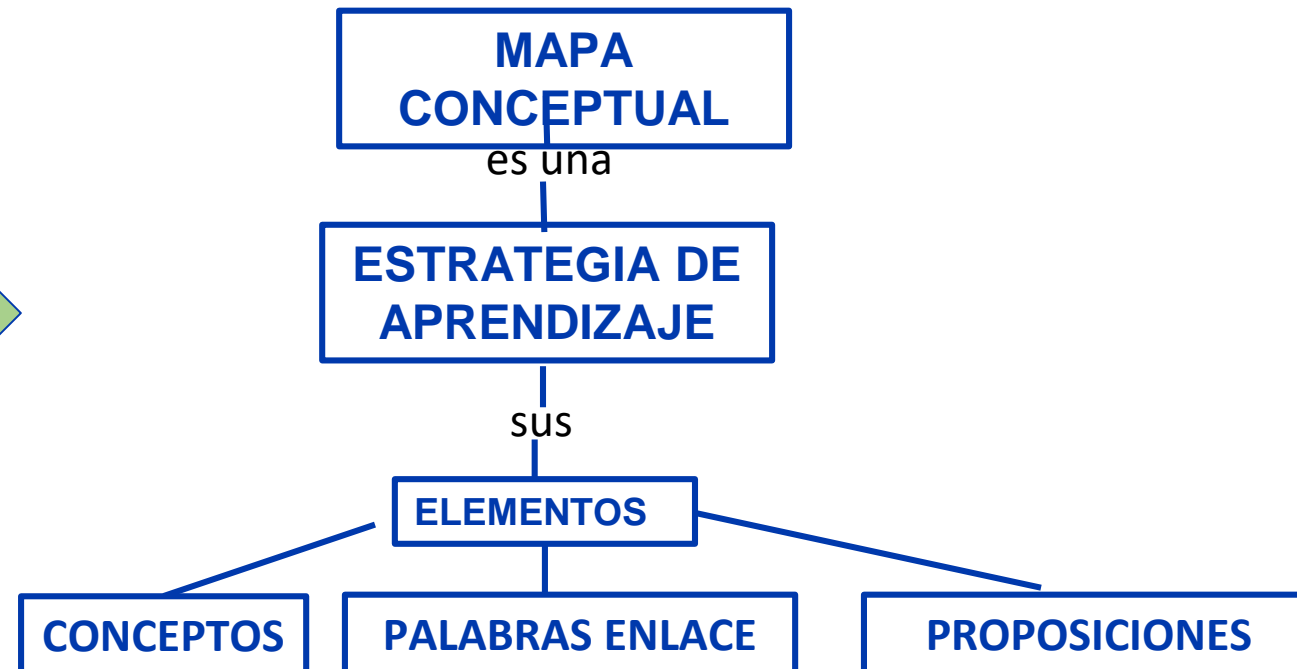 MAPA
CONCEPTUAL
es una
ESTRATEGIA DE
APRENDIZAJE
sus
ELEMENTOS
CONCEPTOS
PALABRAS ENLACE
PROPOSICIONES